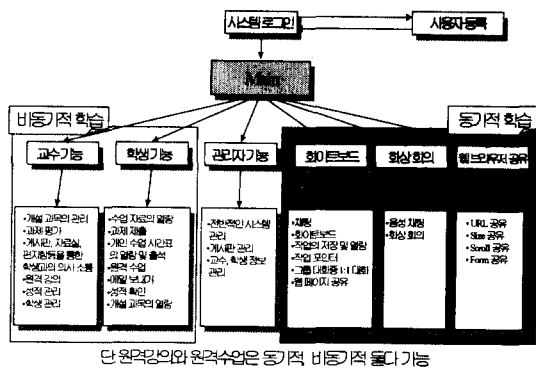 시스템 로그인
사용자 등록
Main
비동기적 학습
동기적 학습
교수 기능
학생 기능
관리자 기능
화이트보드
화상 회의
웹 브라우저 공유
•개설 과목의 관리
•과제 평가
•게시판, 자료실,
편지함등을 통한
학생과의 의사 소통
•원격 강의
•성적 관리
•학생 관리
•수업 자료의 열람
•과제 제출
•개인 수업 시간표
의 열람 및 출석
•원격 수업
•메일 보내기
•성적 확인
•개설 과목의 열람
•전반적인 시스템
관리
•게시판 관리
•교수, 학생 정보
관리
•채팅
•화이트보드
•작업의 저장 및 열람
•작업 포인터
•그룹 대화중 1:1 대화
•웹 페이지 공유
•음성 채팅
•화상 회의
•URL 공유
•Size 공유
•Scroll 공유
•Form 공유
단 원격강의와 원격수업은 동기적, 비동기적 둘다 가능